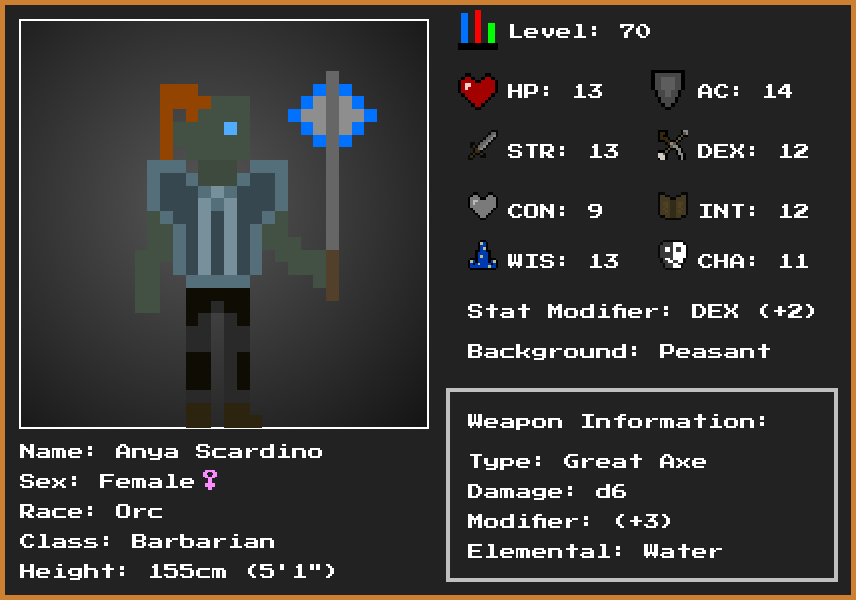 Level: 70
HP: 13 AC: 14
STR: 13 DEX: 12
CON: 9 INT: 12
WIS: 13 CHA: 11
Stat Modifier: DEX (+2)
Background: Peasant
Weapon Information:
Type: Great Axe
Damage: d6
Modifier: (+3)
Elemental: Water
Name: Anya Scardino
Sex: Female♀
Race: Orc
Class: Barbarian
Height: 155cm (5'1")